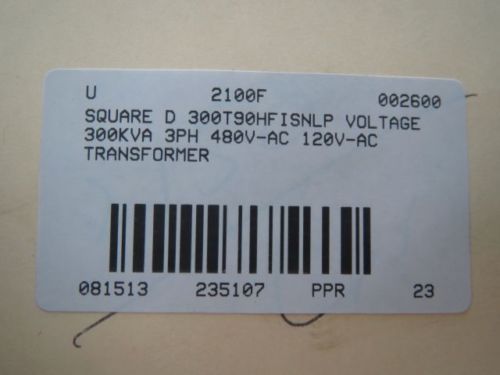 U 2100F 002600
SQUARE D 300T90HFISNLP VOLTAGE
300KVA 3PH 480V-AC 120V-AC
TRANSFORMER
081513 235107 PPR 23